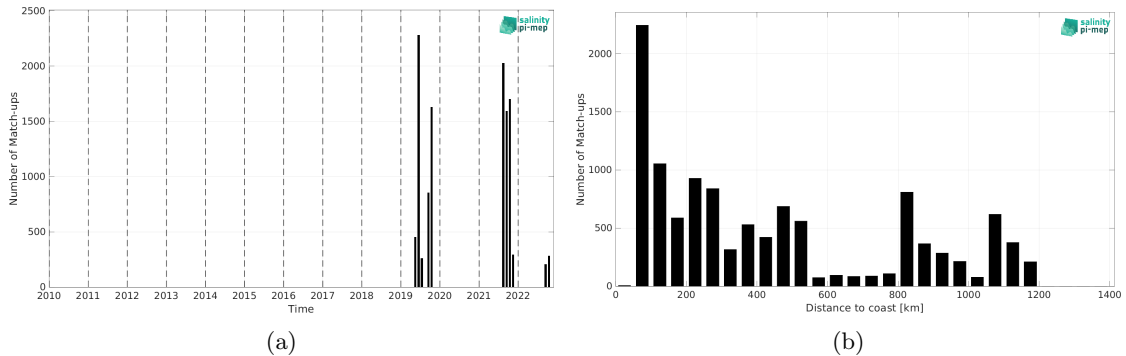 2500
2000
1500
1000
500
0
Number of Match-ups
2010 2011 2012 2013 2014 2015 2016 2017 2018 2019 2020 2021 2022
Time
salinity
pi-mep
(a)
2000
1500
1000
500
0
Number of Match-ups
0 200 400 600 800 1000 1200 1400
Distance to coast [km]
salinity
pi-mep
(b)